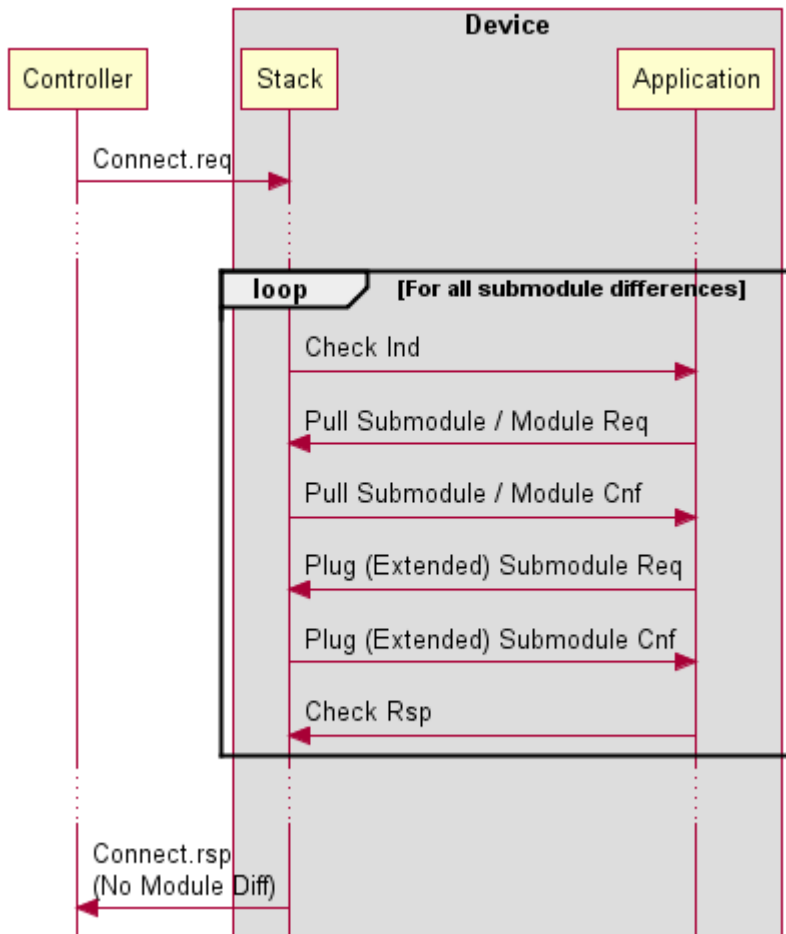 Device
Controller
Stack
Application
Connect.req
loop
[For all submodule differences]
Check Ind
Pull Submodule / Module Req
Pull Submodule / Module Cnf
Plug (Extended) Submodule Req
Plug (Extended) Submodule Cnf
Check Rsp
Connect.rsp
(No Module Diff)